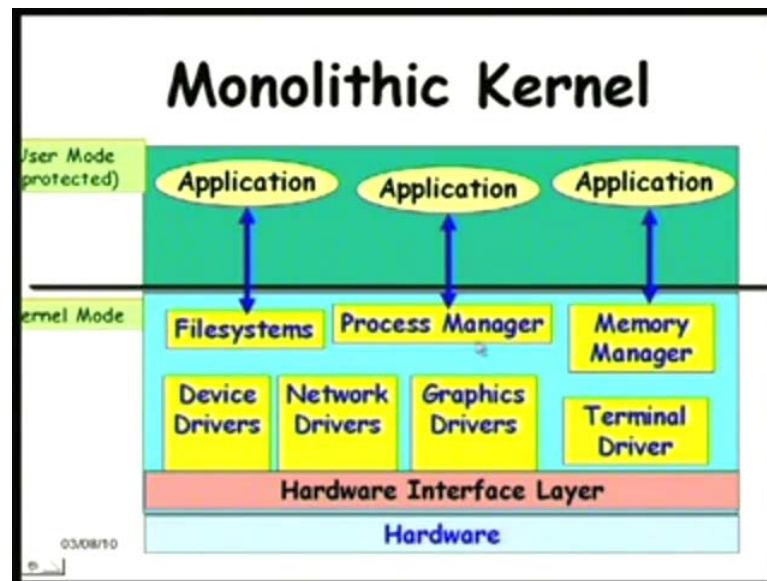 Monolithic Kernel
User Mode
protected)
Application
Application
Application
ernel Mode
Filesystems
Process Manager
Memory
Manager
Device
Drivers
Network
Drivers
Graphics
Drivers
Terminal
Driver
Hardware Interface Layer
Hardware
03/08/10